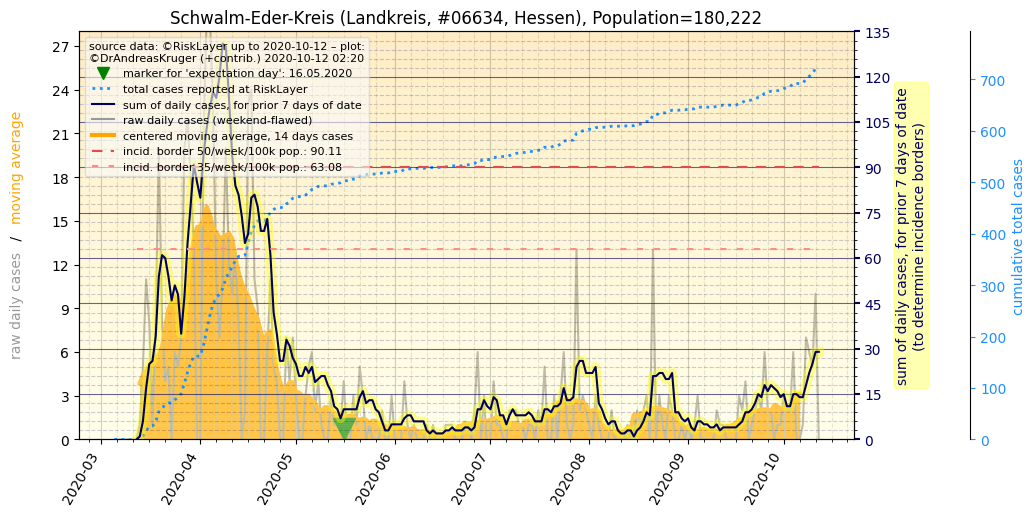 Schwalm-Eder-Kreis (Landkreis, #06634, Hessen), Population=180,222
source data: ©RiskLayer up to 2020-10-12 – plot:
©DrAndreasKruger (+contrib.) 2020-10-12 02:20
marker for 'expectation day': 16.05.2020
total cases reported at RiskLayer
sum of daily cases, for prior 7 days of date
raw daily cases (weekend-flawed)
centered moving average, 14 days cases
incid. border 50/week/100k pop.: 90.11
incid. border 35/week/100k pop.: 63.08
raw daily cases / moving average
27
24
21
18
15
12
9
6
3
0
2020-03
2020-04
2020-05
2020-06
2020-07
2020-08
2020-09
2020-10
135
120
105
90
75
60
45
30
15
0
sum of daily cases, for prior 7 days of date
(to determine incidence borders)
700
600
500
400
300
200
100
0
cumulative total cases